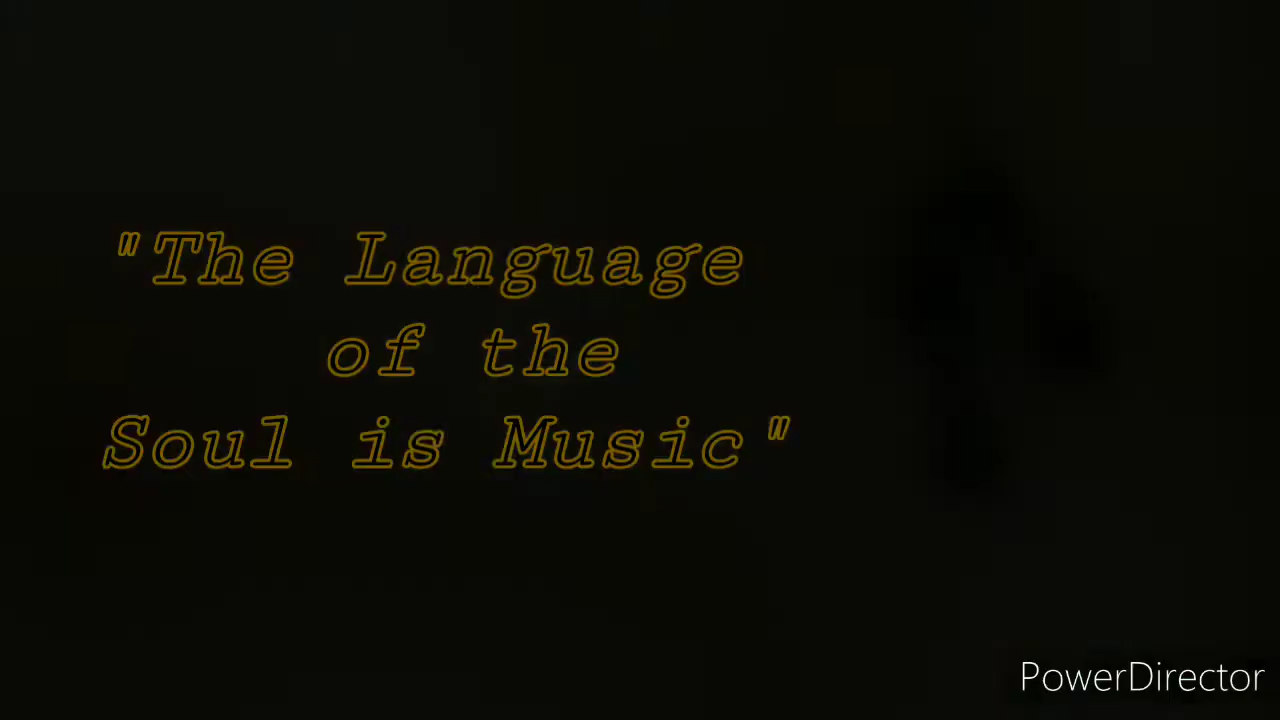 "The Language
of the
Soul is Music"
PowerDirector